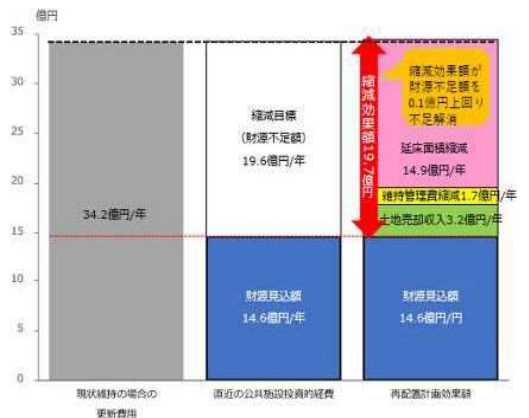 億円
35
30
25
20
15
10
5
0
34.2億円/年
縮減目標
(財源不足額)
19.6億円/年
財源見込額
14.6億円/年
縮減効果額19.7億円
縮減効果額が
財源不足額を
0.1億円上回り
不足解消
延床面積縮減
14.9億円/年
維持管理費縮減1.7億円/年
土地売却収入3.2億円/年
財源見込額
14.6億円/円
現状維持の場合の
更新費用
直近の公共施設投資的経費
再配置計画効果額